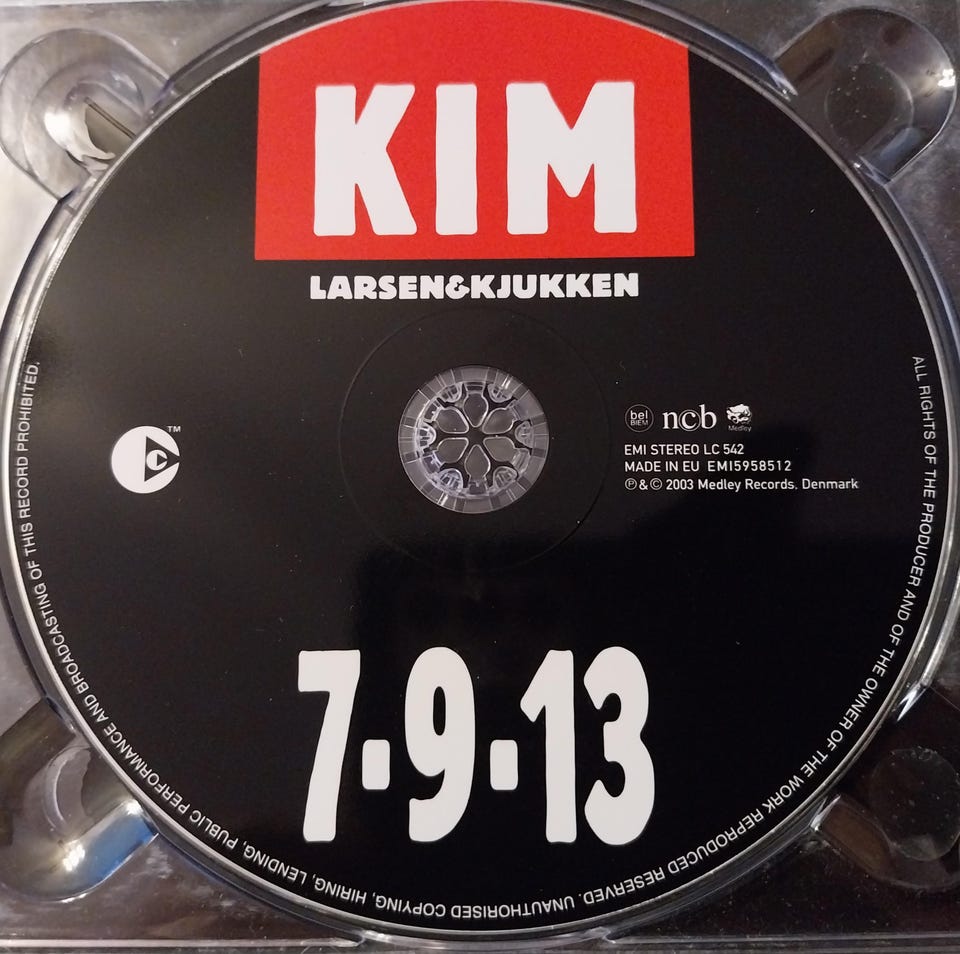 KIM
LARSEN&KJUKKEN
bel
BIEM
ncb
Medley
C
TM
EMI STEREO LC 542
MADE IN EU EMI5958512
℗ & © 2003 Medley Records. Denmark
7-9-13
ALL RIGHTS OF THE PRODUCER AND OF THE OWNER OF THE WORK REPRODUCED RESERVED. UNAUTHORISED COPYING, HIRING, LENDING, PUBLIC PERFORMANCE AND BROADCASTING OF THIS RECORD PROHIBITED.